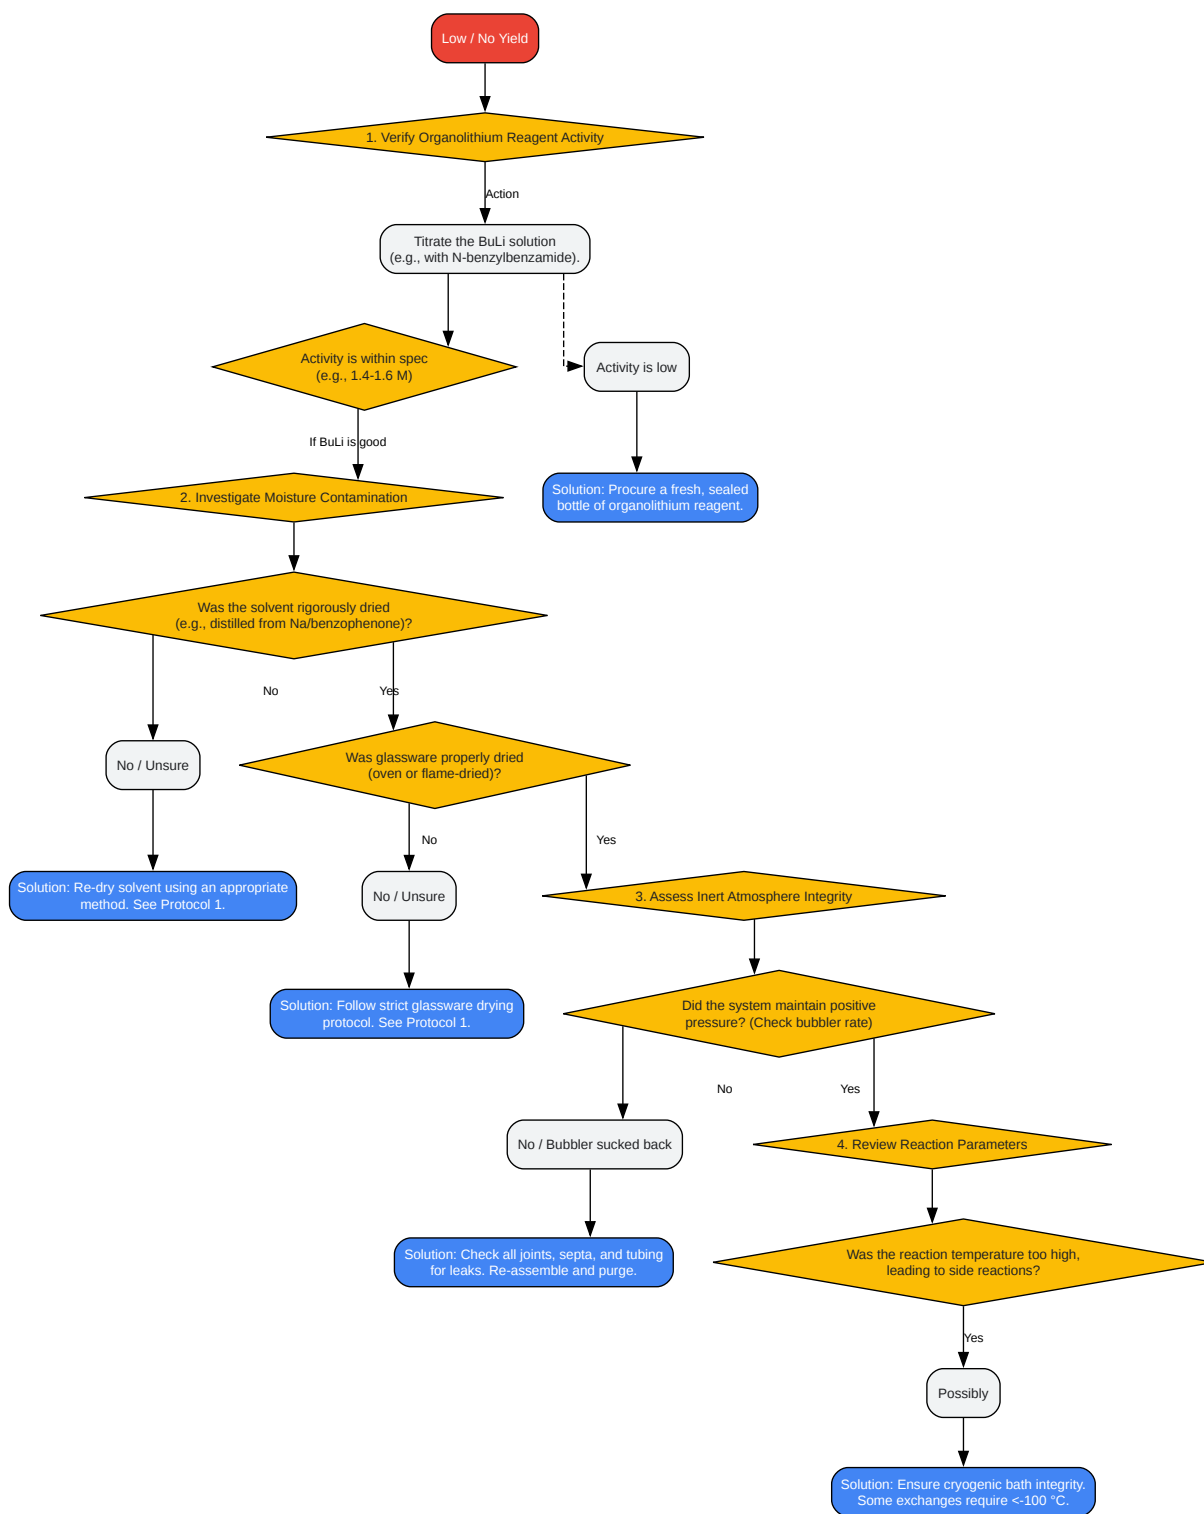 Low / No Yield
1. Verify Organolithium Reagent Activity
Action
Titrate the BuLi solution
(e.g., with N-benzylbenzamide).
Activity is within spec
(e.g., 1.4-1.6 M)
Activity is low
If BuLi is good
2. Investigate Moisture Contamination
Solution: Procure a fresh, sealed
bottle of organolithium reagent.
Was the solvent rigorously dried
(e.g., distilled from Na/benzophenone)?
No
Yes
No / Unsure
Was glassware properly dried
(oven or flame-dried)?
No
Yes
Solution: Re-dry solvent using an appropriate
method. See Protocol 1.
No / Unsure
3. Assess Inert Atmosphere Integrity
Solution: Follow strict glassware drying
protocol. See Protocol 1.
Did the system maintain positive
pressure? (Check bubbler rate)
No
Yes
No / Bubbler sucked back
4. Review Reaction Parameters
Solution: Check all joints, septa, and tubing
for leaks. Re-assemble and purge.
Was the reaction temperature too high,
leading to side reactions?
Yes
Possibly
Solution: Ensure cryogenic bath integrity.
Some exchanges require <-100 °C.